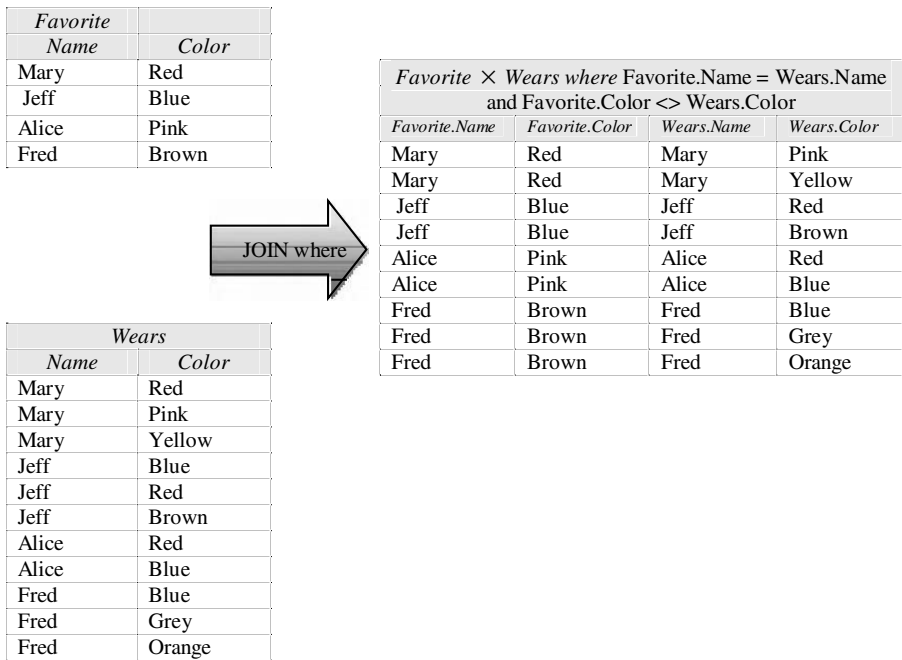 Favorite
Name Color
Mary Red
Jeff Blue
Alice Pink
Fred Brown
JOIN where
Wears
Name Color
Mary Red
Mary Pink
Mary Yellow
Jeff Blue
Jeff Red
Jeff Brown
Alice Red
Alice Blue
Fred Blue
Fred Grey
Fred Orange
Favorite × Wears where Favorite.Name = Wears.Name
and Favorite.Color <> Wears.Color
Favorite.Name Favorite.Color Wears.Name Wears.Color
Mary Red Mary Pink
Mary Red Mary Yellow
Jeff Blue Jeff Red
Jeff Blue Jeff Brown
Alice Pink Alice Red
Alice Pink Alice Blue
Fred Brown Fred Blue
Fred Brown Fred Grey
Fred Brown Fred Orange